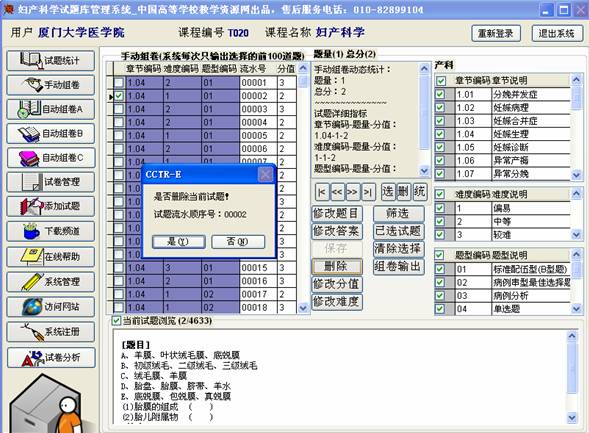 妇产科学试题库管理系统_中国高等学校教学资源网出品，售后服务电话：010-82899104
用户 厦门大学医学院 课程编号 T020 课程名称 妇产科学 重新登录 退出系统
试题统计
手动组卷
自动组卷A
自动组卷B
自动组卷C
试卷管理
添加试题
下载频道
在线帮助
系统管理
访问网站
系统注册
试卷分析
手动组卷(系统每次只输出选择的前100道题)
章节编码 难度编码 题型编码 流水号 分值
1.04 2 01 00001 3
1.04 1 01 00002 2
1.04 1 01 00003 3
1.04 2 01 00004 2
1.04 2 01 00005 2
1.04 3 01 00015 3
1.04 2 01 00016 3
1.04 1 02 00017 2
1.04 1 02 00018 3
CCTR-E
是否删除当前试题!
试题流水顺序号：00002
是(Y) 否(N)
题量(1) 总分(2)
手动组卷动态统计：
题量：1
总分：2
~~~~~~~~~~~~~~
试题详细指标
章节编码-题量-分值：
1.04-1-2
难度编码-题量-分值：
1-1-2
题型编码-题量-分值：
|< << >> >| 选 删 统
修改题目 筛选
修改答案 已选试题
保存 清除选择
删除 组卷输出
修改分值
修改难度
产科
章节编码 章节说明
1.01 分娩并发症
1.02 妊娠病理
1.03 妊娠合并症
1.04 妊娠生理
1.05 妊娠诊断
1.06 异常产褥
1.07 异常分娩
难度编码 难度说明
1 偏易
2 中等
3 较难
题型编码 题型说明
01 标准配伍型(B型题)
02 病例串型最佳选择题
03 病例分析
04 单选题
当前试题浏览 (2/4633)
[题目]
A、羊膜、叶状绒毛膜、底蜕膜
B、初级绒毛、二级绒毛、三级绒毛
C、绒毛膜、羊膜
D、胎盘、胎膜、脐带、羊水
E、底蜕膜、包蜕膜、真蜕膜
(1)胎膜的组成 ( )
(2)胎儿附属物 ( )